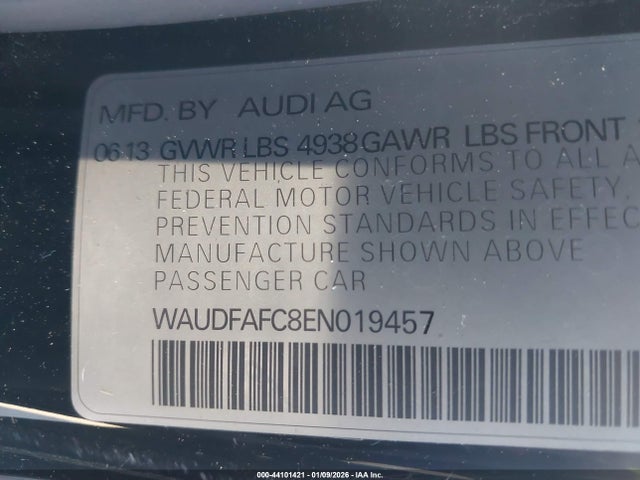 MFD. BY AUDI AG
06 13 GVWR LBS 4938 GAWR LBS FRONT
THIS VEHICLE CONFORMS TO ALL A
FEDERAL MOTOR VEHICLE SAFETY,
PREVENTION STANDARDS IN EFFEC
MANUFACTURE SHOWN ABOVE
PASSENGER CAR
WAUDFAFC8EN019457
000-44101421 | 01/09/2026 - IAA Inc.